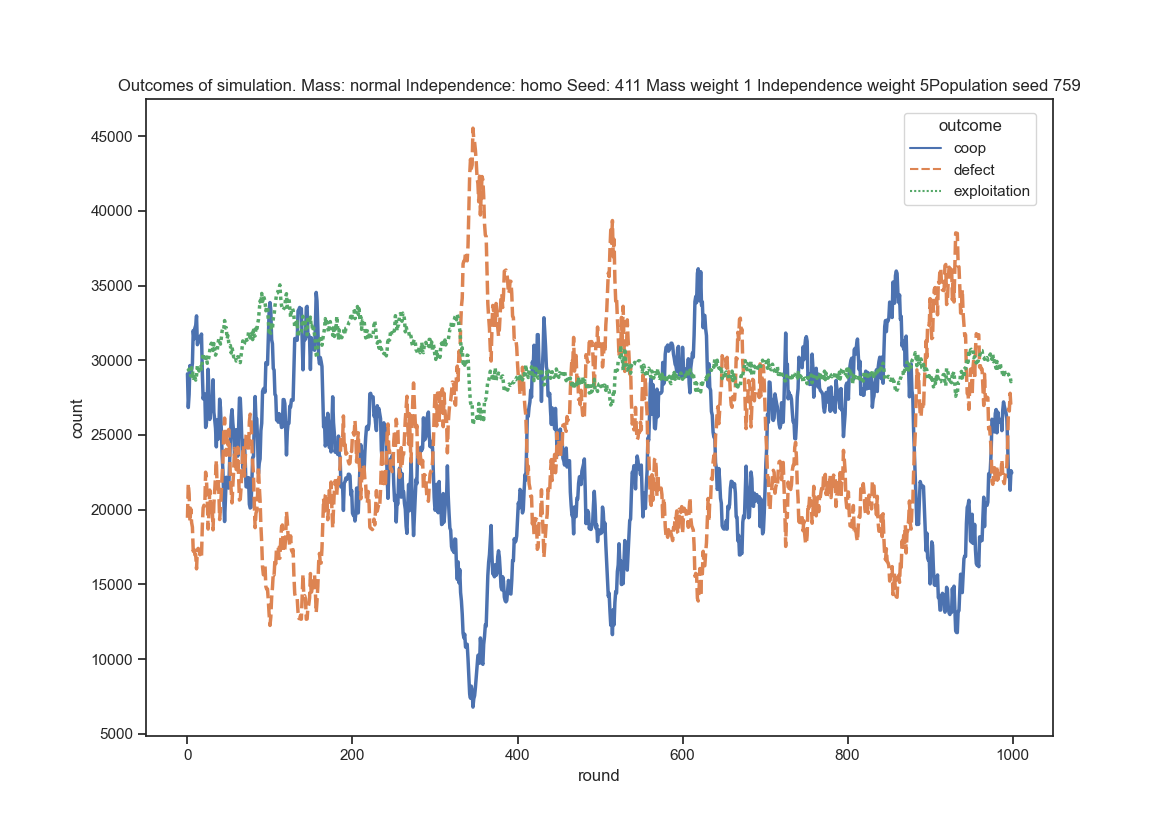 Outcomes of simulation. Mass: normal Independence: homo Seed: 411 Mass weight 1 Independence weight 5Population seed 759
outcome
coop
defect
exploitation
45000
40000
35000
30000
25000
20000
15000
10000
5000
count
0 200 400 600 800 1000
round